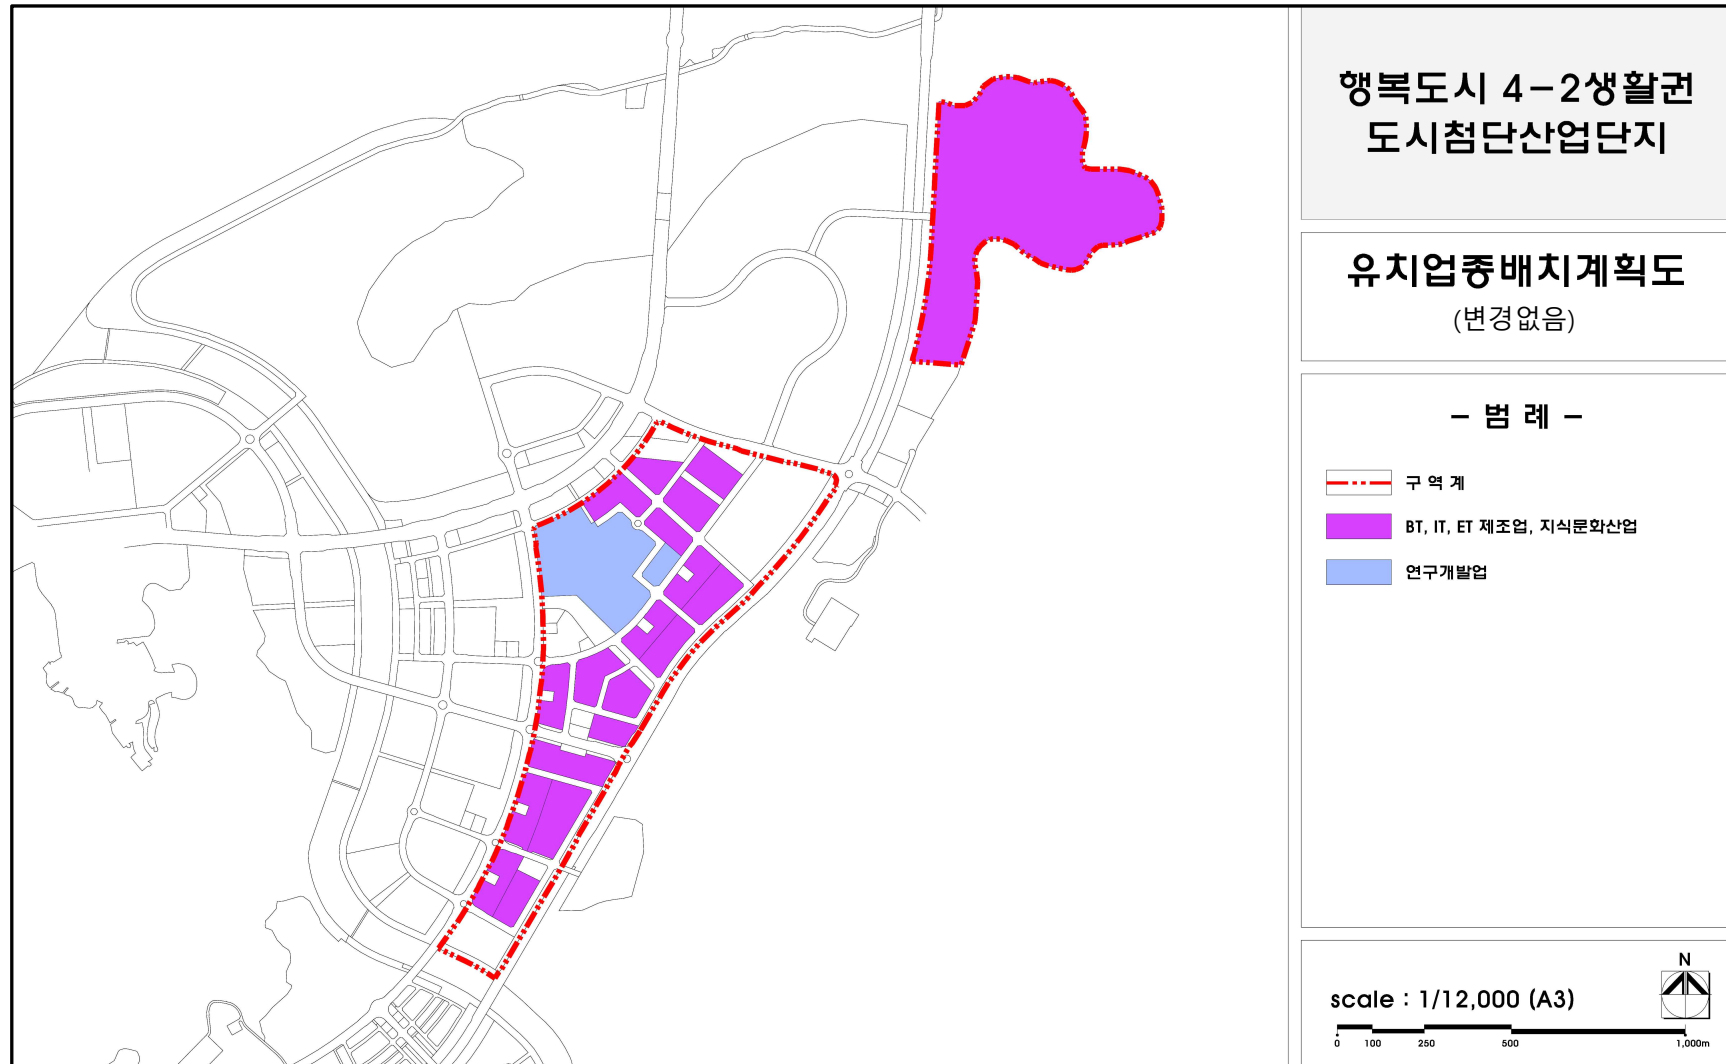 행복도시 4-2생활권
도시첨단산업단지
유치업종배치계획도
(변경없음)
- 범 례 -
구 역 계
BT, IT, ET 제조업, 지식문화산업
연구개발업
N
scale : 1/12,000 (A3)
0 100 250 500 1,000m